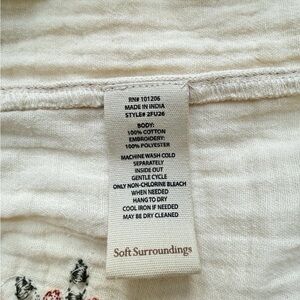 RN# 101206
MADE IN INDIA
STYLE# 2FU26
BODY:
100% COTTON
EMBROIDERY:
100% POLYESTER
MACHINE WASH COLD
SEPARATELY
INSIDE OUT
GENTLE CYCLE
ONLY NON-CHLORINE BLEACH
WHEN NEEDED
HANG TO DRY
COOL IRON IF NEEDED
MAY BE DRY CLEANED
Soft Surroundings